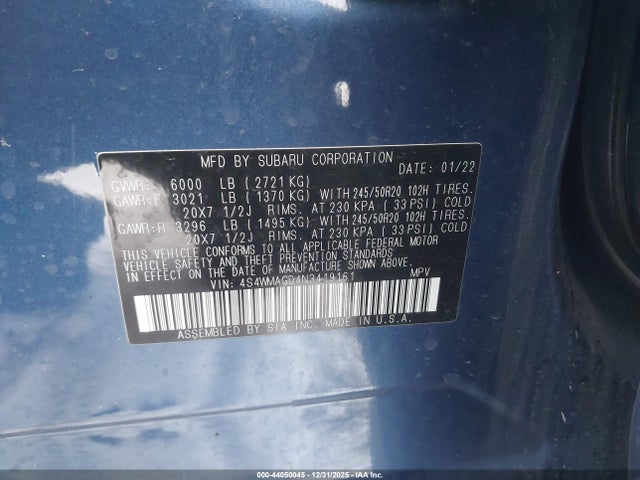 MFD BY SUBARU CORPORATION DATE: 01/22
GVWR: 6000 LB ( 2721 KG)
GAWR:F 3021 LB ( 1370 KG) WITH 245/50R20 102H TIRES.
20X7 1/2J RIMS. AT 230 KPA ( 33 PSI) COLD
GAWR:R 3296 LB ( 1495 KG) WITH 245/50R20 102H TIRES.
20X7 1/2J RIMS. AT 230 KPA ( 33 PSI) COLD
THIS VEHICLE CONFORMS TO ALL APPLICABLE FEDERAL MOTOR
VEHICLE SAFETY AND THEFT PREVENTION STANDARDS
IN EFFECT ON THE DATE OF MANUFACTURE SHOWN ABOVE.
VIN: 4S4WMAGD4N3419161 MPV
ASSEMBLED BY SIA INC. MADE IN U.S.A.
000-44050045 - 12/31/2025 - IAAI.COM